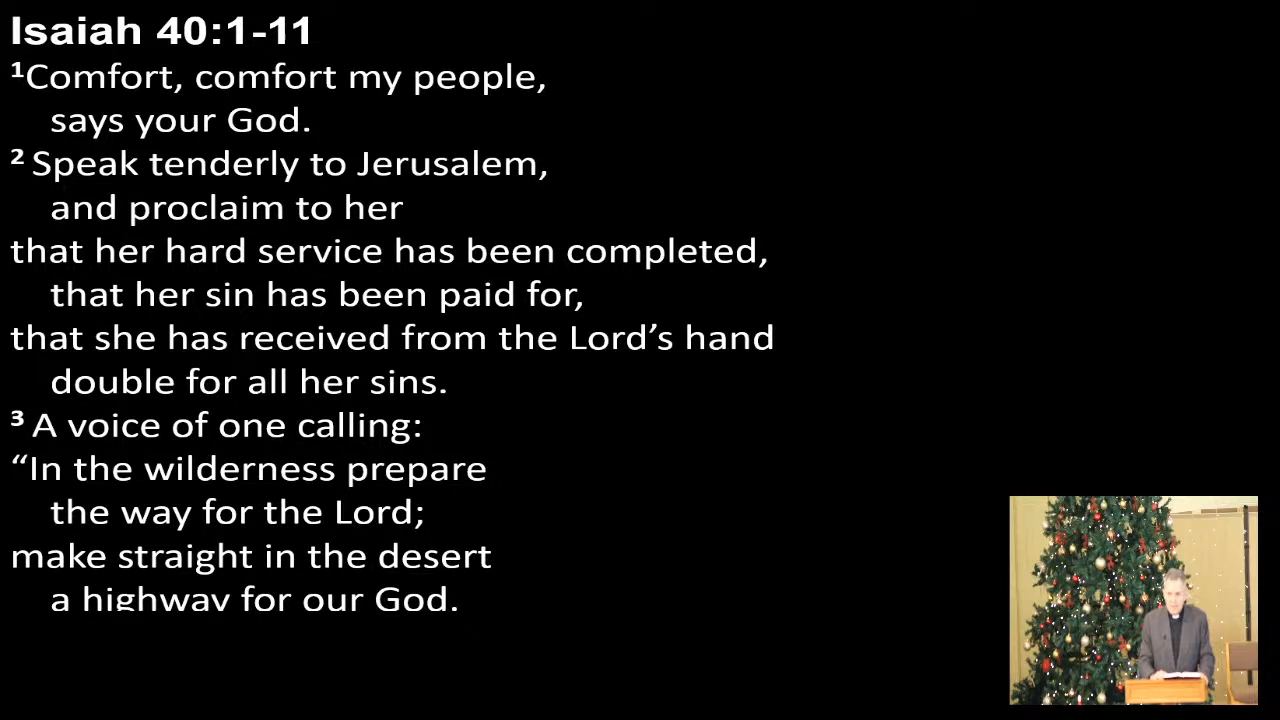 Isaiah 40:1-11
¹Comfort, comfort my people,
says your God.
² Speak tenderly to Jerusalem,
and proclaim to her
that her hard service has been completed,
that her sin has been paid for,
that she has received from the Lord’s hand
double for all her sins.
³ A voice of one calling:
“In the wilderness prepare
the way for the Lord;
make straight in the desert
a highway for our God.